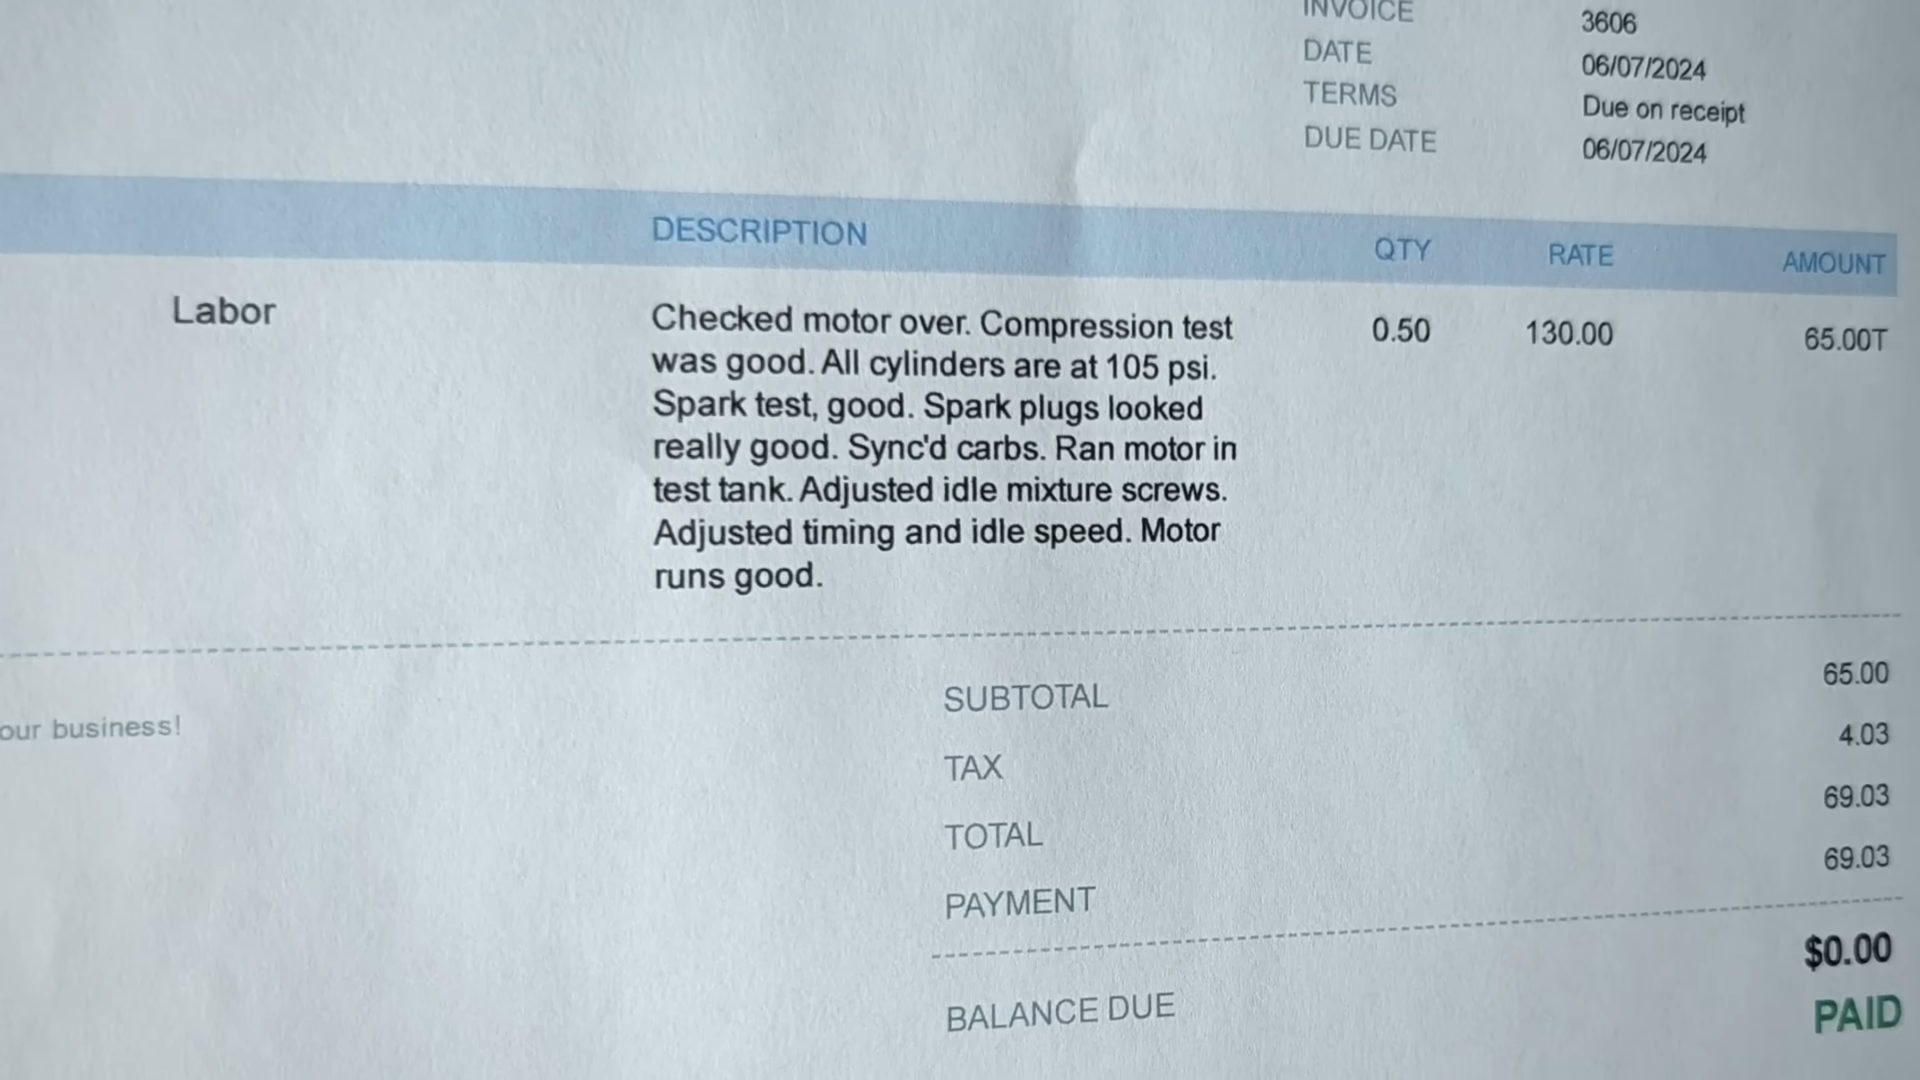 INVOICE 3606
DATE 06/07/2024
TERMS Due on receipt
DUE DATE 06/07/2024
DESCRIPTION QTY RATE AMOUNT
Labor Checked motor over. Compression test 0.50 130.00 65.00T
was good. All cylinders are at 105 psi.
Spark test, good. Spark plugs looked
really good. Sync'd carbs. Ran motor in
test tank. Adjusted idle mixture screws.
Adjusted timing and idle speed. Motor
runs good.
SUBTOTAL 65.00
our business!
TAX 4.03
TOTAL 69.03
PAYMENT 69.03
BALANCE DUE $0.00
PAID